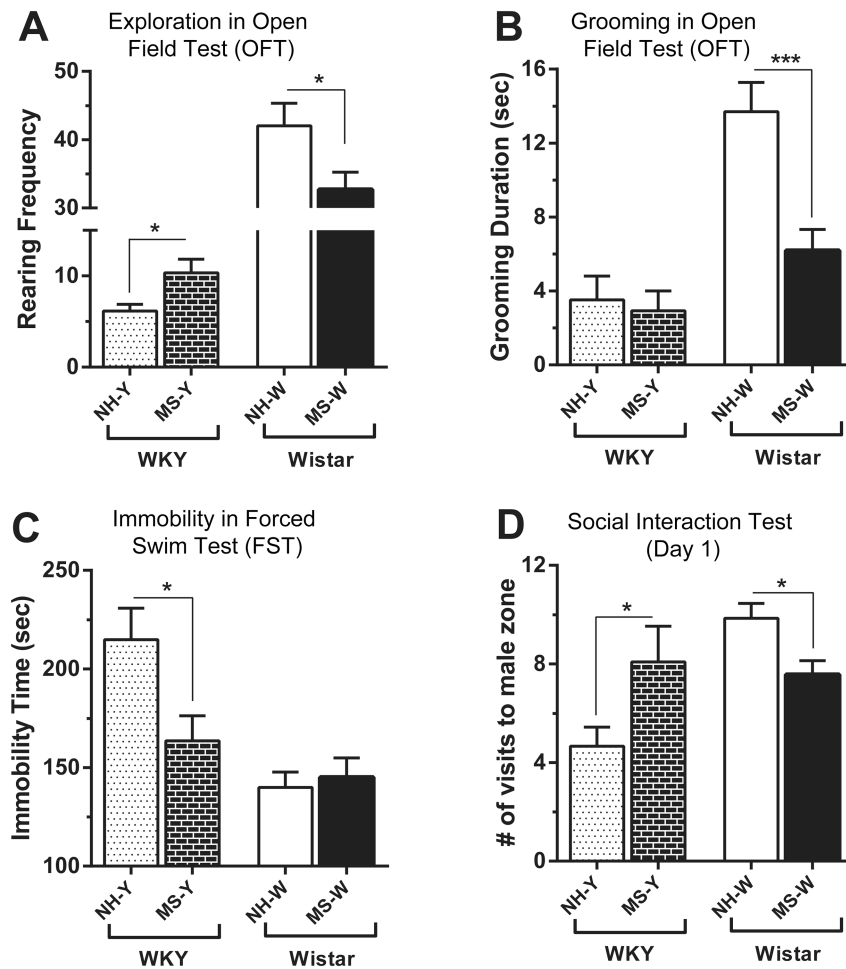 A
Exploration in Open
Field Test (OFT)
Rearing Frequency
50
40
30
10
0
*
*
NH-Y
MS-Y
NH-W
MS-W
WKY
Wistar
B
Grooming in Open
Field Test (OFT)
Grooming Duration (sec)
16
12
8
4
0
***
NH-Y
MS-Y
NH-W
MS-W
WKY
Wistar
C
Immobility in Forced
Swim Test (FST)
Immobility Time (sec)
250
200
150
100
*
NH-Y
MS-Y
NH-W
MS-W
WKY
Wistar
D
Social Interaction Test
(Day 1)
# of visits to male zone
12
8
4
0
*
*
NH-Y
MS-Y
NH-W
MS-W
WKY
Wistar